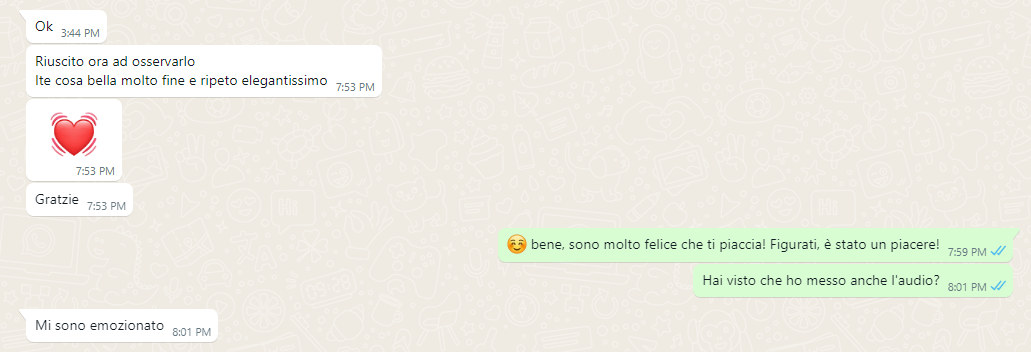 Ok 3:44 PM
Riuscito ora ad osservarlo
Ite cosa bella molto fine e ripeto elegantissimo 7:53 PM
7:53 PM
Gratzie 7:53 PM
bene, sono molto felice che ti piaccia! Figurati, è stato un piacere! 7:59 PM
Hai visto che ho messo anche l'audio? 8:01 PM
Mi sono emozionato 8:01 PM